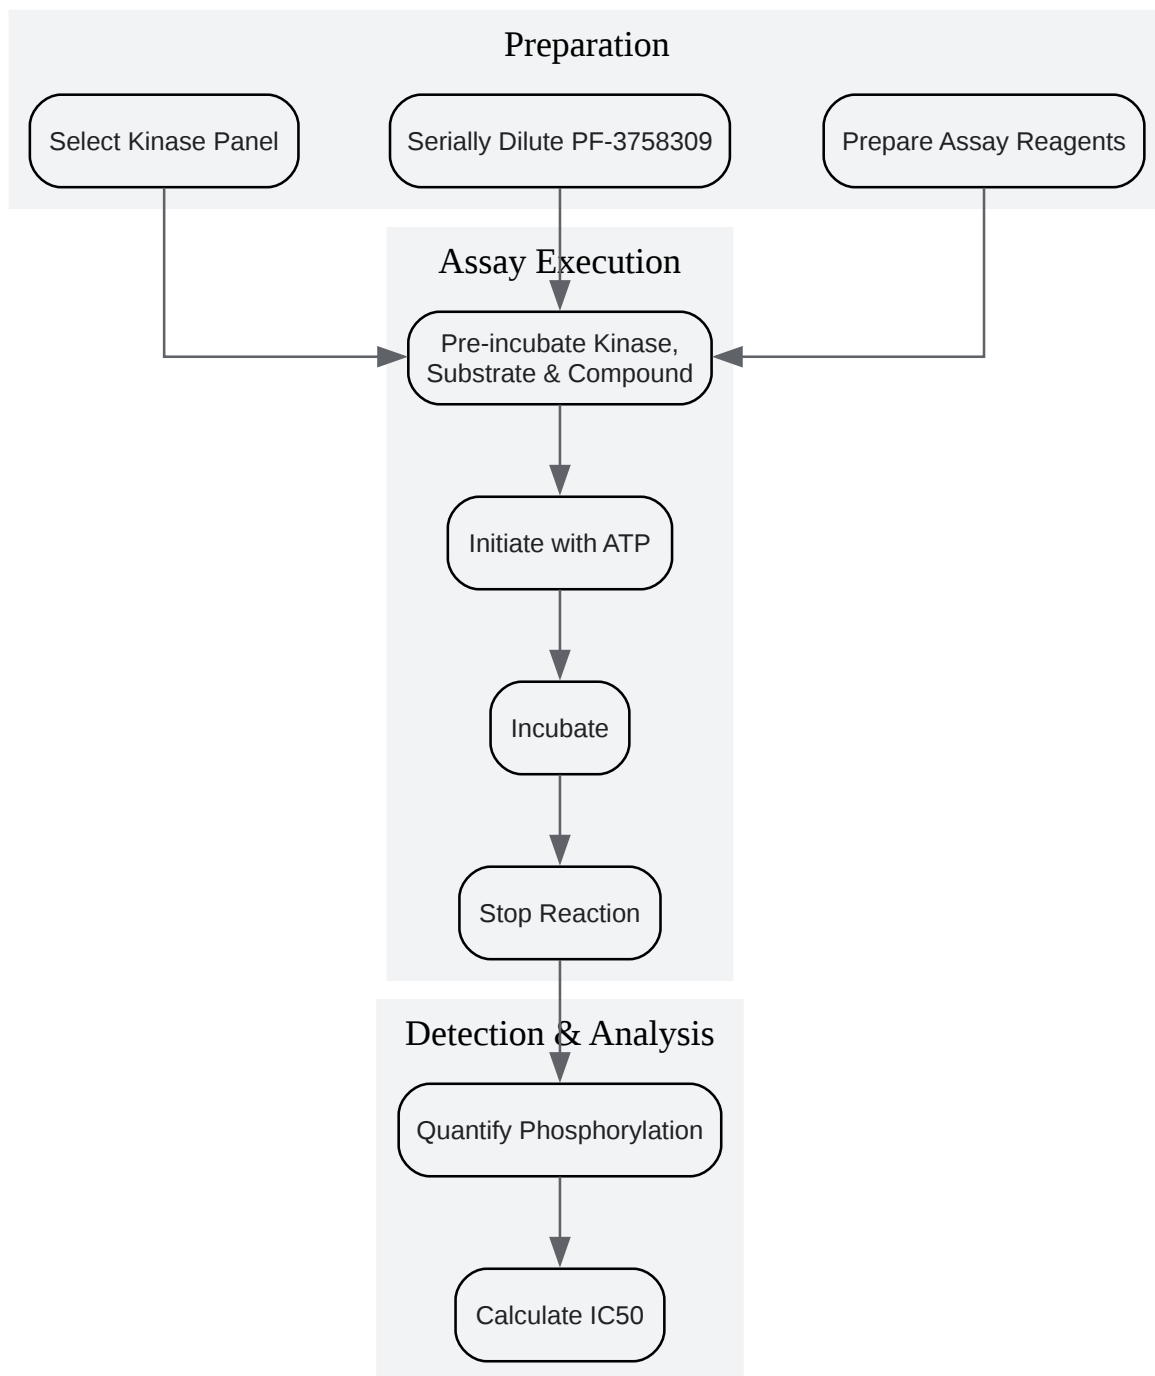 Preparation
Select Kinase Panel
Serially Dilute PF-3758309
Prepare Assay Reagents
Assay Execution
Pre-incubate Kinase,
Substrate & Compound
Initiate with ATP
Incubate
Stop Reaction
Detection & Analysis
Quantify Phosphorylation
Calculate IC50